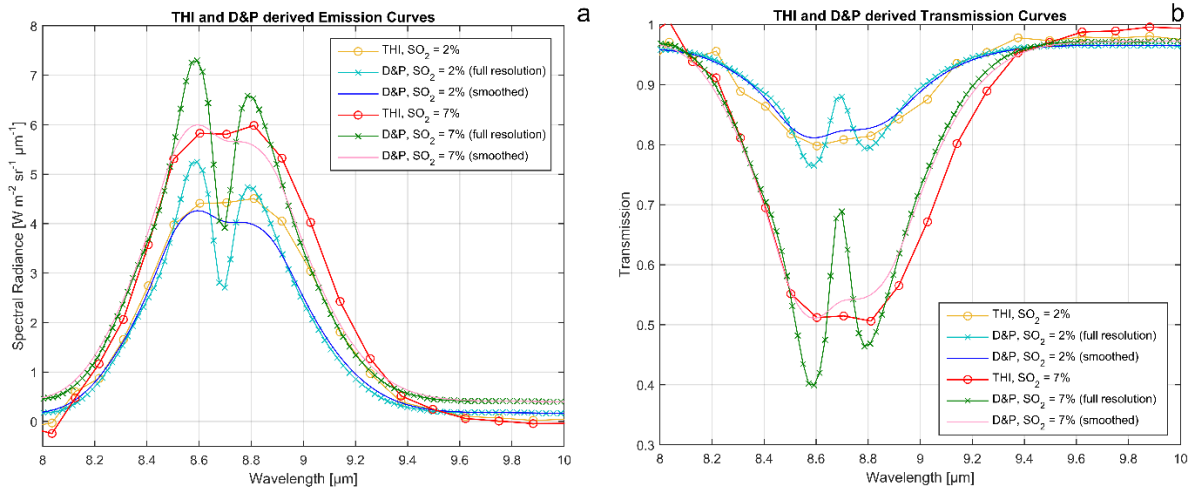 THI and D&P derived Emission Curves
a
Spectral Radiance [W m⁻² sr⁻¹ μm⁻¹]
8
7
6
5
4
3
2
1
0
THI, SO₂ = 2%
D&P, SO₂ = 2% (full resolution)
D&P, SO₂ = 2% (smoothed)
THI, SO₂ = 7%
D&P, SO₂ = 7% (full resolution)
D&P, SO₂ = 7% (smoothed)
8 8.2 8.4 8.6 8.8 9 9.2 9.4 9.6 9.8 10
Wavelength [μm]
THI and D&P derived Transmission Curves
b
Transmission
1
0.9
0.8
0.7
0.6
0.5
0.4
0.3
THI, SO₂ = 2%
D&P, SO₂ = 2% (full resolution)
D&P, SO₂ = 2% (smoothed)
THI, SO₂ = 7%
D&P, SO₂ = 7% (full resolution)
D&P, SO₂ = 7% (smoothed)
8 8.2 8.4 8.6 8.8 9 9.2 9.4 9.6 9.8 10
Wavelength [μm]